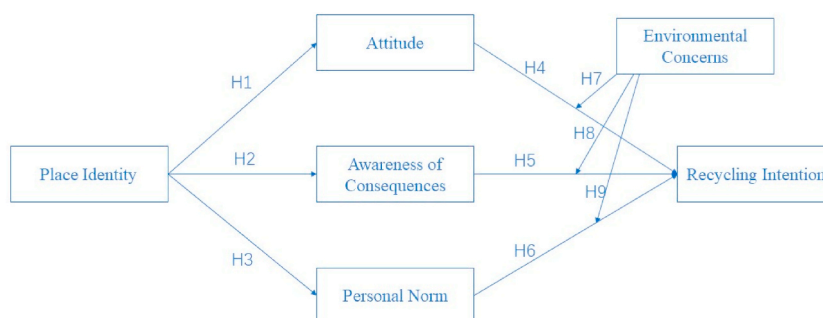 Attitude
Environmental
Concerns
H1
H4
H7
H8
Place Identity
H2
Awareness of
Consequences
H5
H9
Recycling Intention
H3
H6
Personal Norm